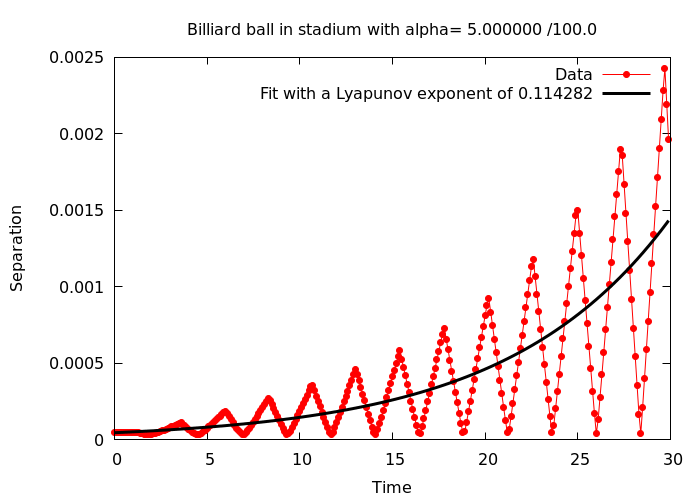 Billiard ball in stadium with alpha= 5.000000 /100.0
0.0025
Data
Fit with a Lyapunov exponent of 0.114282
0.002
0.0015
Separation
0.001
0.0005
0
0 5 10 15 20 25 30
Time